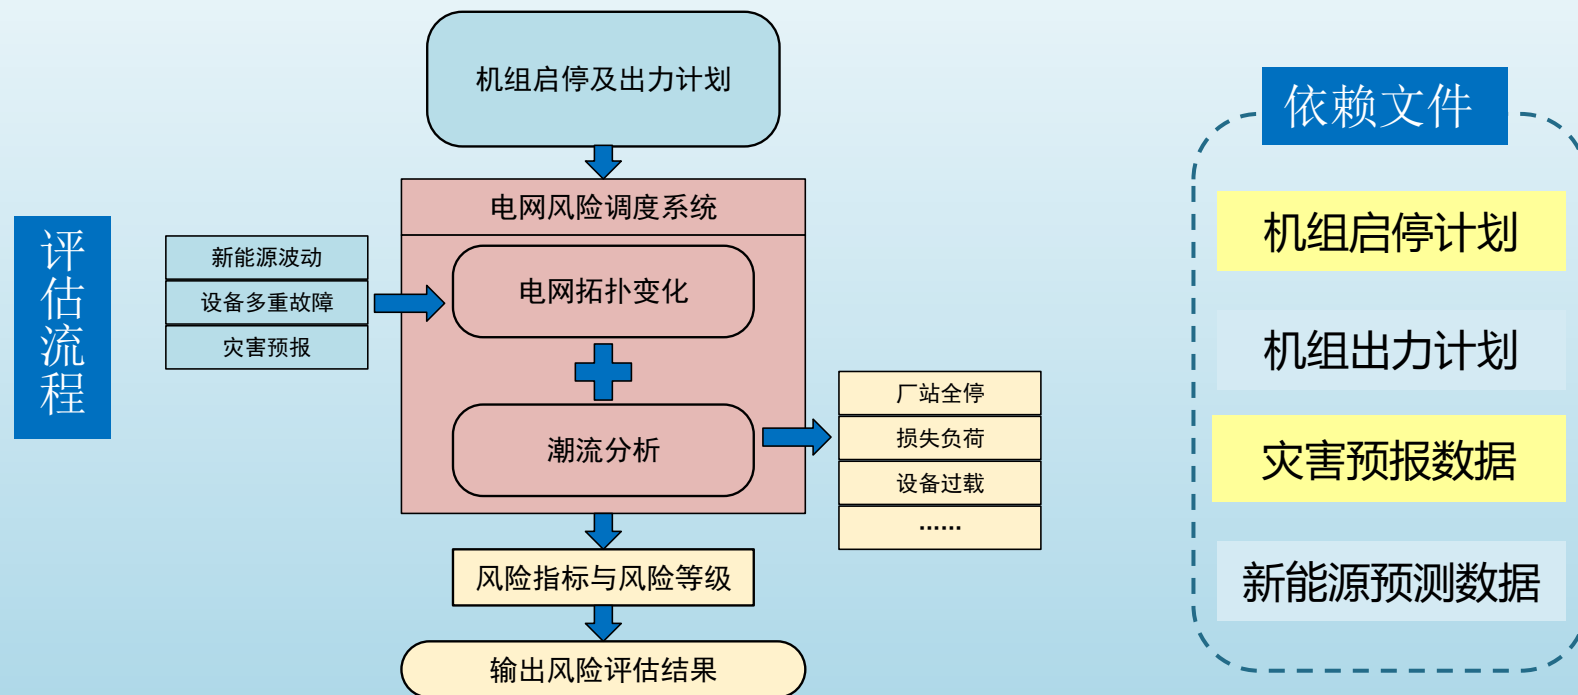 评估流程
机组启停及出力计划
电网风险调度系统
新能源波动
设备多重故障
灾害预报
电网拓扑变化
潮流分析
厂站全停
损失负荷
设备过载
……
风险指标与风险等级
输出风险评估结果
依赖文件
机组启停计划
机组出力计划
灾害预报数据
新能源预测数据